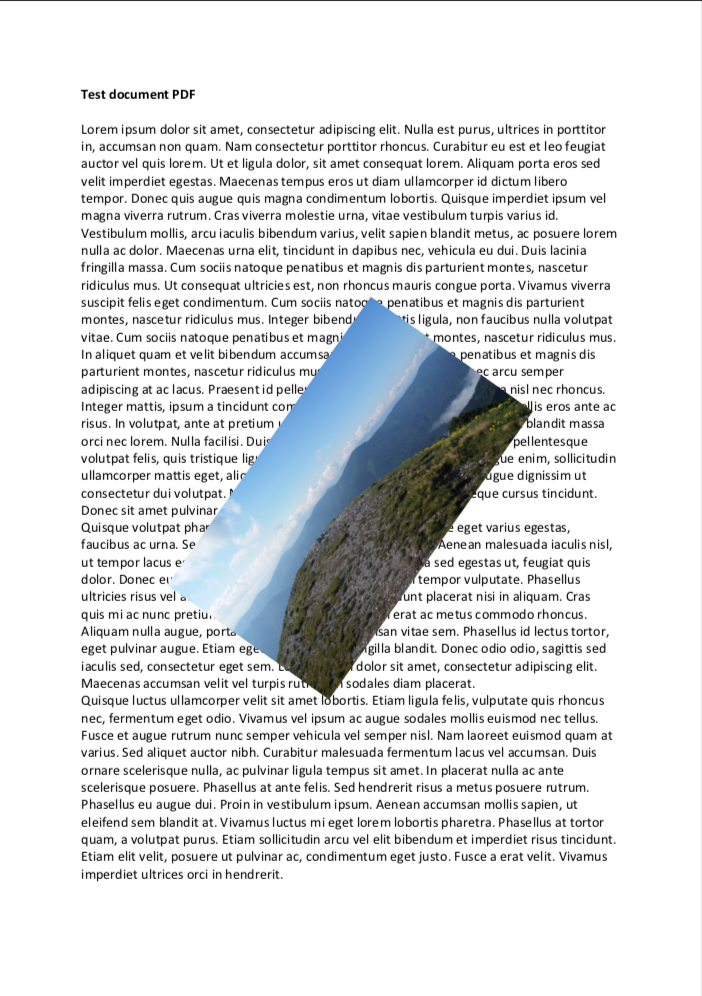 Test document PDF
Lorem ipsum dolor sit amet, consectetur adipiscing elit. Nulla est purus, ultrices in porttitor
in, accumsan non quam. Nam consectetur porttitor rhoncus. Curabitur eu est et leo feugiat
auctor vel quis lorem. Ut et ligula dolor, sit amet consequat lorem. Aliquam porta eros sed
velit imperdiet egestas. Maecenas tempus eros ut diam ullamcorper id dictum libero
tempor. Donec quis augue quis magna condimentum lobortis. Quisque imperdiet ipsum vel
magna viverra rutrum. Cras viverra molestie urna, vitae vestibulum turpis varius id.
Vestibulum mollis, arcu iaculis bibendum varius, velit sapien blandit metus, ac posuere lorem
nulla ac dolor. Maecenas urna elit, tincidunt in dapibus nec, vehicula eu dui. Duis lacinia
fringilla massa. Cum sociis natoque penatibus et magnis dis parturient montes, nascetur
ridiculus mus. Ut consequat ultricies est, non rhoncus mauris congue porta. Vivamus viverra
suscipit felis eget condimentum. Cum sociis natoque penatibus et magnis dis parturient
montes, nascetur ridiculus mus. Integer ligula, non faucibus nulla volutpat
vitae. Cum sociis natoque penatibus et montes, nascetur ridiculus mus.
In aliquet quam et velit bibendum penatibus et magnis dis
parturient montes, nascetur ridiculus arcu semper
adipiscing at ac lacus. Praesent id nisl nec rhoncus.
Integer mattis, ipsum a tincidunt eros ante ac
risus. In volutpat, ante at pretium blandit massa
orci nec lorem. Nulla facilisi. pellentesque
volutpat felis, quis tristique enim, sollicitudin
ullamcorper mattis eget, dignissim ut
consectetur dui volutpat. cursus tincidunt.
Donec sit amet pulvinar
Quisque volutpat eget varius egestas,
faucibus ac urna. Aenean malesuada iaculis nisl,
ut tempor lacus sed egestas ut, feugiat quis
dolor. Donec tempor vulputate. Phasellus
ultricies risus vel placerat nisi in aliquam. Cras
quis mi ac nunc erat ac metus commodo rhoncus.
Aliquam nulla augue, vitae sem. Phasellus id lectus tortor,
eget pulvinar augue. Etiam blandit. Donec odio odio, sagittis sed
iaculis sed, consectetur eget sem. dolor sit amet, consectetur adipiscing elit.
Maecenas accumsan velit vel turpis sodales diam placerat.
Quisque luctus ullamcorper velit sit amet lobortis. Etiam ligula felis, vulputate quis rhoncus
nec, fermentum eget odio. Vivamus vel ipsum ac augue sodales mollis euismod nec tellus.
Fusce et augue rutrum nunc semper vehicula vel semper nisl. Nam laoreet euismod quam at
varius. Sed aliquet auctor nibh. Curabitur malesuada fermentum lacus vel accumsan. Duis
ornare scelerisque nulla, ac pulvinar ligula tempus sit amet. In placerat nulla ac ante
scelerisque posuere. Phasellus at ante felis. Sed hendrerit risus a metus posuere rutrum.
Phasellus eu augue dui. Proin in vestibulum ipsum. Aenean accumsan mollis sapien, ut
eleifend sem blandit at. Vivamus luctus mi eget lorem lobortis pharetra. Phasellus at tortor
quam, a volutpat purus. Etiam sollicitudin arcu vel elit bibendum et imperdiet risus tincidunt.
Etiam elit velit, posuere ut pulvinar ac, condimentum eget justo. Fusce a erat velit. Vivamus
imperdiet ultrices orci in hendrerit.